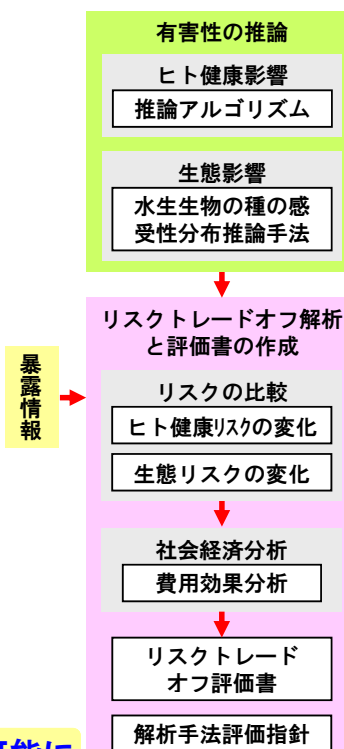 有害性の推論
ヒト健康影響
推論アルゴリズム
生態影響
水生生物の種の感
受性分布推論手法
リスクトレードオフ解析
と評価書の作成
暴露情報
リスクの比較
ヒト健康リスクの変化
生態リスクの変化
社会経済分析
費用効果分析
リスクトレード
オフ評価書
解析手法評価指針
能に